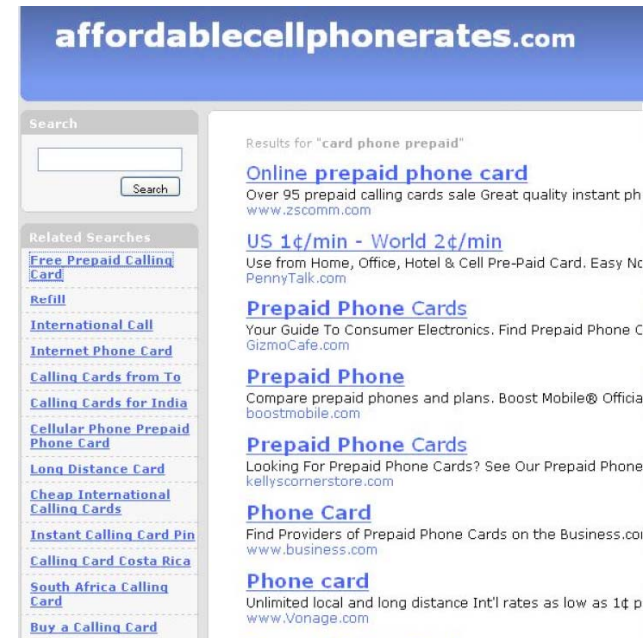 affordablecellphonerates.com
Search
Search
Related Searches
Free Prepaid Calling
Card
Refill
International Call
Internet Phone Card
Calling Cards from To
Calling Cards for India
Cellular Phone Prepaid
Phone Card
Long Distance Card
Cheap International
Calling Cards
Instant Calling Card Pin
Calling Card Costa Rica
South Africa Calling
Card
Buy a Calling Card
Results for "card phone prepaid"
Online prepaid phone card
Over 95 prepaid calling cards sale Great quality instant ph
www.zscomm.com
US 1¢/min - World 2¢/min
Use from Home, Office, Hotel & Cell Pre-Paid Card. Easy No
PennyTalk.com
Prepaid Phone Cards
Your Guide To Consumer Electronics. Find Prepaid Phone C
GizmoCafe.com
Prepaid Phone
Compare prepaid phones and plans. Boost Mobile® Officia
boostmobile.com
Prepaid Phone Cards
Looking For Prepaid Phone Cards? See Our Prepaid Phone
kellyscornerstore.com
Phone Card
Find Providers of Prepaid Phone Cards on the Business.co
www.business.com
Phone card
Unlimited local and long distance Int'l rates as low as 1¢ p
www.Vonage.com